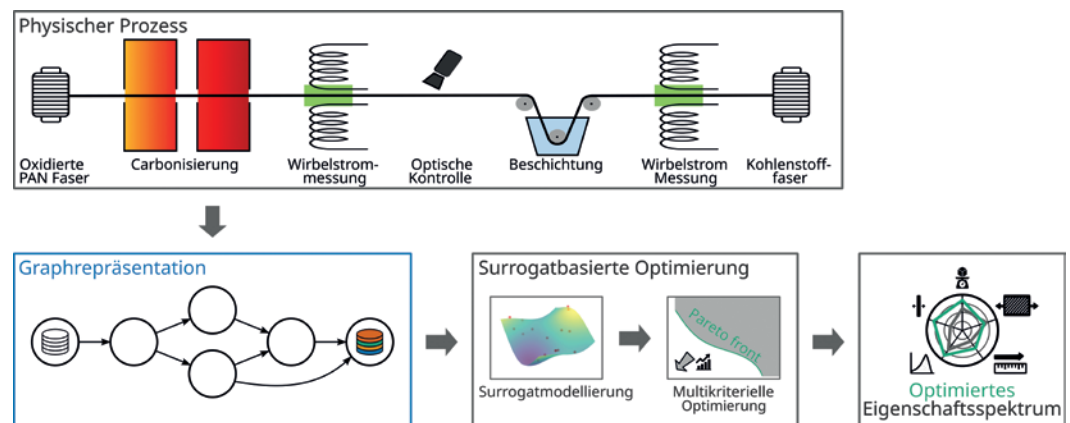 Physischer Prozess
Oxidierte
PAN Faser
Carbonisierung
Wirbelstrom-
messung
Optische
Kontrolle
Beschichtung
Wirbelstrom
Messung
Kohlenstoff-
faser
Graphrepräsentation
Surrogatbasierte Optimierung
Pareto front
Surrogatmodellierung
Multikriterielle
Optimierung
Optimiertes
Eigenschaftsspektrum